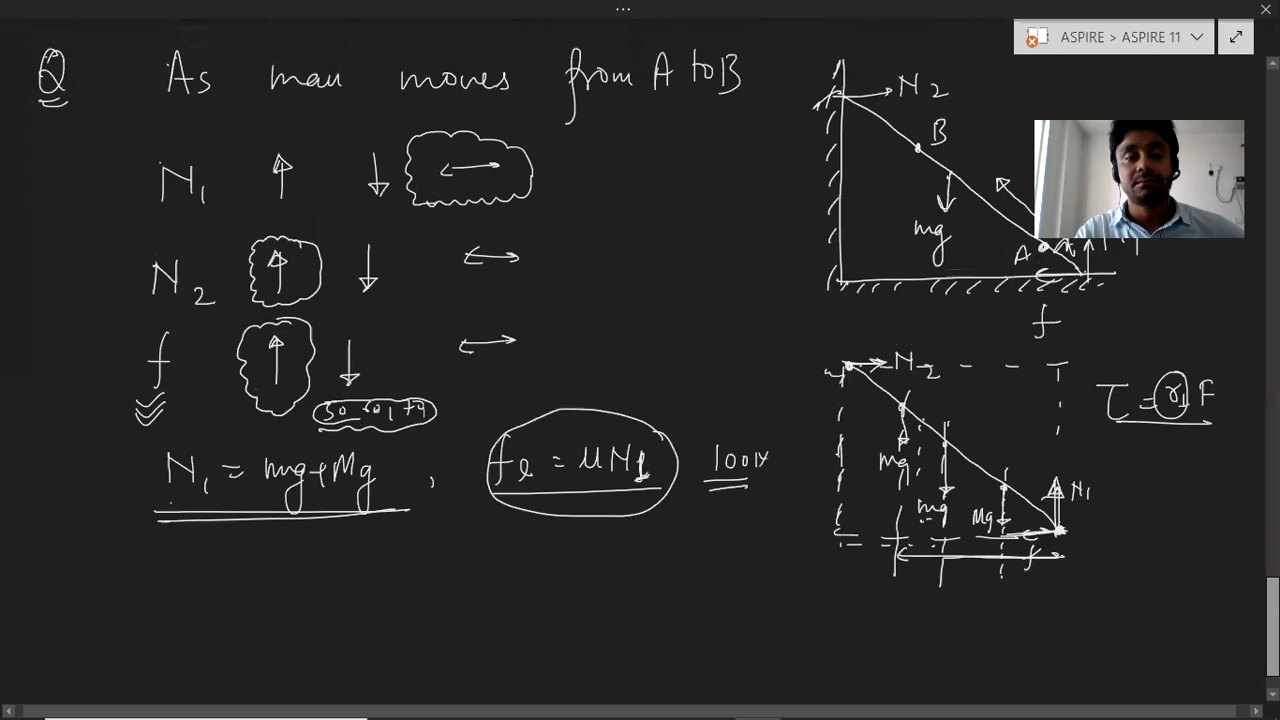 ASPIRE > ASPIRE 11
Q As man moves from A to B
N₁ ↑ ↓ ↔
N₂ ↑ ↓ ↔
f ↑ ↓ ↔
N₁ = mg+Mg , fℓ = μN₁
N₂
B
mg
A
f
N₂
τ = r⊥F
mg
mg
Mg
N₁
f